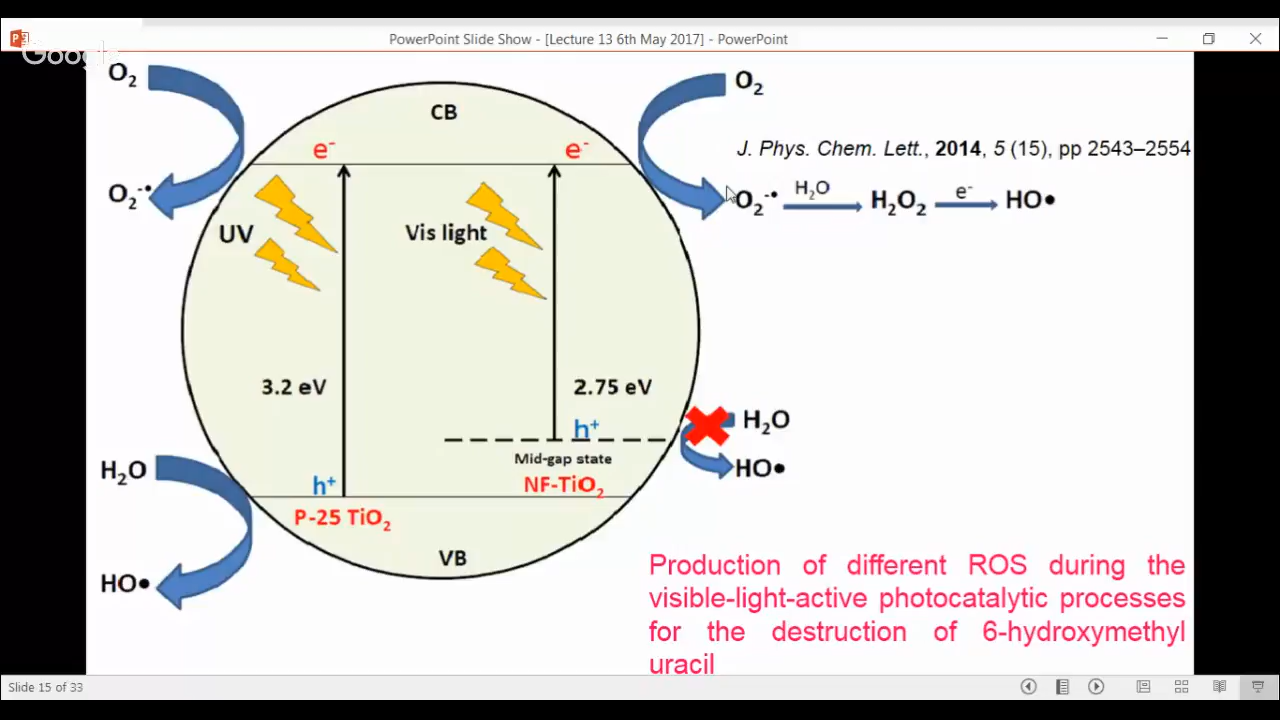 PowerPoint Slide Show - [Lecture 13 6th May 2017] - PowerPoint
Google
O₂
CB
O₂
e⁻
e⁻
J. Phys. Chem. Lett., 2014, 5 (15), pp 2543–2554
O₂⁻•
O₂⁻• H₂O H₂O₂ e⁻ HO•
UV
Vis light
3.2 eV
2.75 eV
h⁺
H₂O
Mid-gap state
HO•
H₂O
h⁺
NF-TiO₂
P-25 TiO₂
VB
HO•
Production of different ROS during the
visible-light-active photocatalytic processes
for the destruction of 6-hydroxymethyl
uracil
Slide 15 of 33